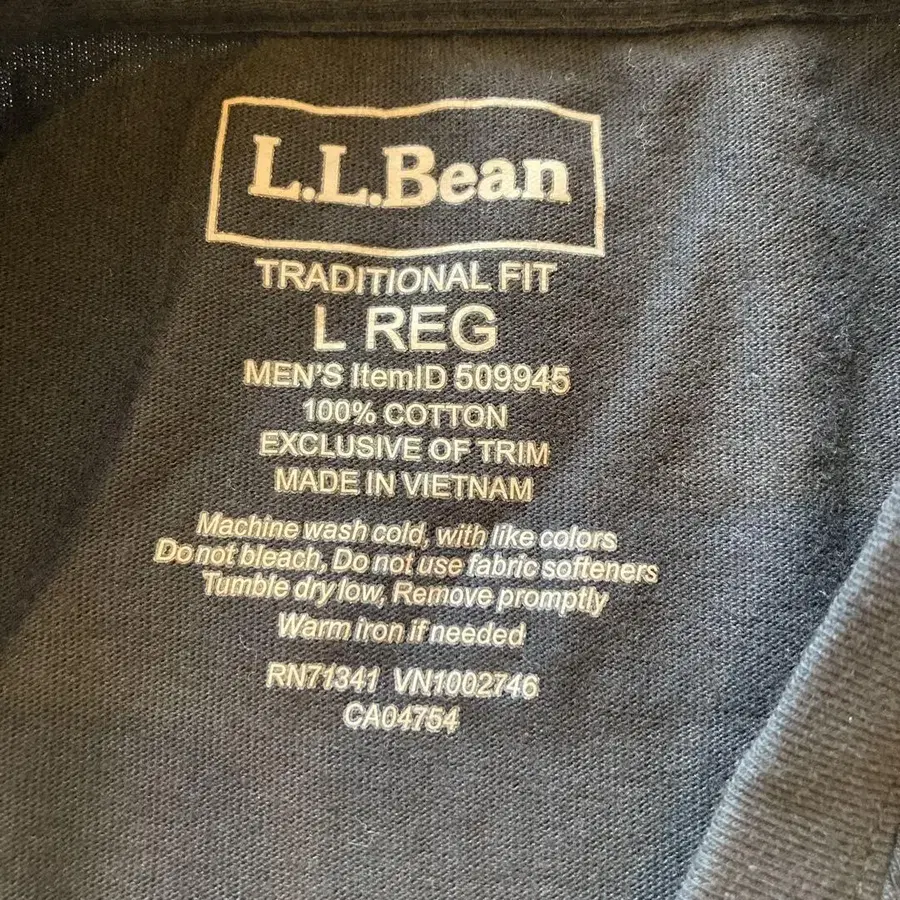 L.L.Bean
TRADITIONAL FIT
L REG
MEN'S ItemID 509945
100% COTTON
EXCLUSIVE OF TRIM
MADE IN VIETNAM
Machine wash cold, with like colors
Do not bleach, Do not use fabric softeners
Tumble dry low, Remove promptly
Warm iron if needed
RN71341 VN1002746
CA04754